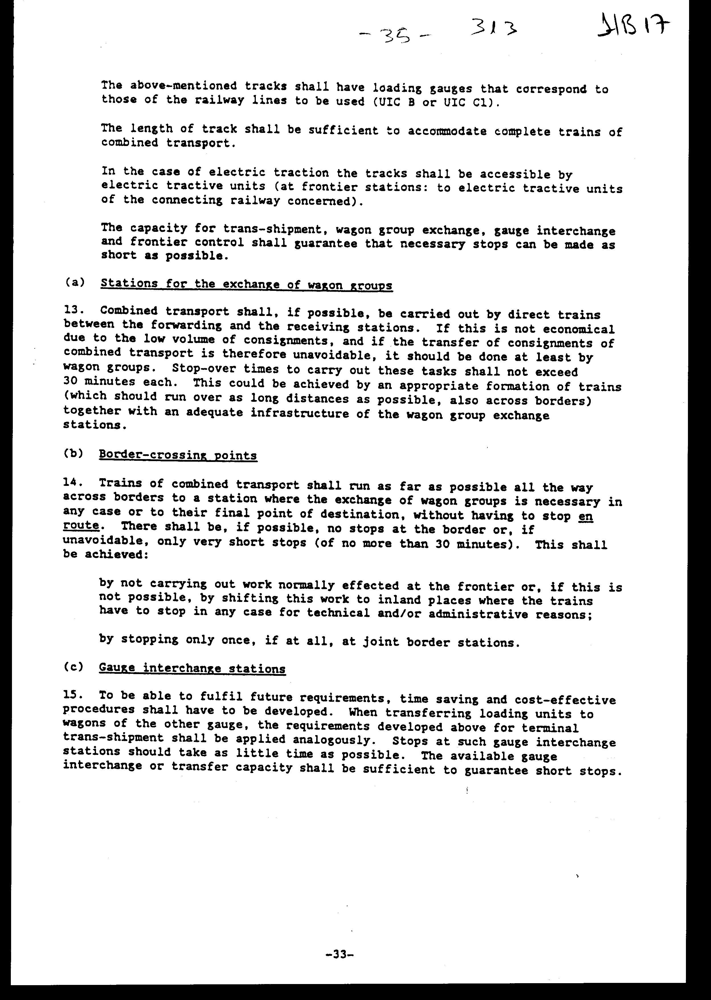 - 35 - 313 HB 17
The above-mentioned tracks shall have loading gauges that correspond to
those of the railway lines to be used (UIC B or UIC C1).
The length of track shall be sufficient to accommodate complete trains of
combined transport.
In the case of electric traction the tracks shall be accessible by
electric tractive units (at frontier stations: to electric tractive units
of the connecting railway concerned).
The capacity for trans-shipment, wagon group exchange, gauge interchange
and frontier control shall guarantee that necessary stops can be made as
short as possible.
(a) Stations for the exchange of wagon groups
13. Combined transport shall, if possible, be carried out by direct trains
between the forwarding and the receiving stations. If this is not economical
due to the low volume of consignments, and if the transfer of consignments of
combined transport is therefore unavoidable, it should be done at least by
wagon groups. Stop-over times to carry out these tasks shall not exceed
30 minutes each. This could be achieved by an appropriate formation of trains
(which should run over as long distances as possible, also across borders)
together with an adequate infrastructure of the wagon group exchange
stations.
(b) Border-crossing points
14. Trains of combined transport shall run as far as possible all the way
across borders to a station where the exchange of wagon groups is necessary in
any case or to their final point of destination, without having to stop en
route. There shall be, if possible, no stops at the border or, if
unavoidable, only very short stops (of no more than 30 minutes). This shall
be achieved:
by not carrying out work normally effected at the frontier or, if this is
not possible, by shifting this work to inland places where the trains
have to stop in any case for technical and/or administrative reasons;
by stopping only once, if at all, at joint border stations.
(c) Gauge interchange stations
15. To be able to fulfil future requirements, time saving and cost-effective
procedures shall have to be developed. When transferring loading units to
wagons of the other gauge, the requirements developed above for terminal
trans-shipment shall be applied analogously. Stops at such gauge interchange
stations should take as little time as possible. The available gauge
interchange or transfer capacity shall be sufficient to guarantee short stops.
-33-